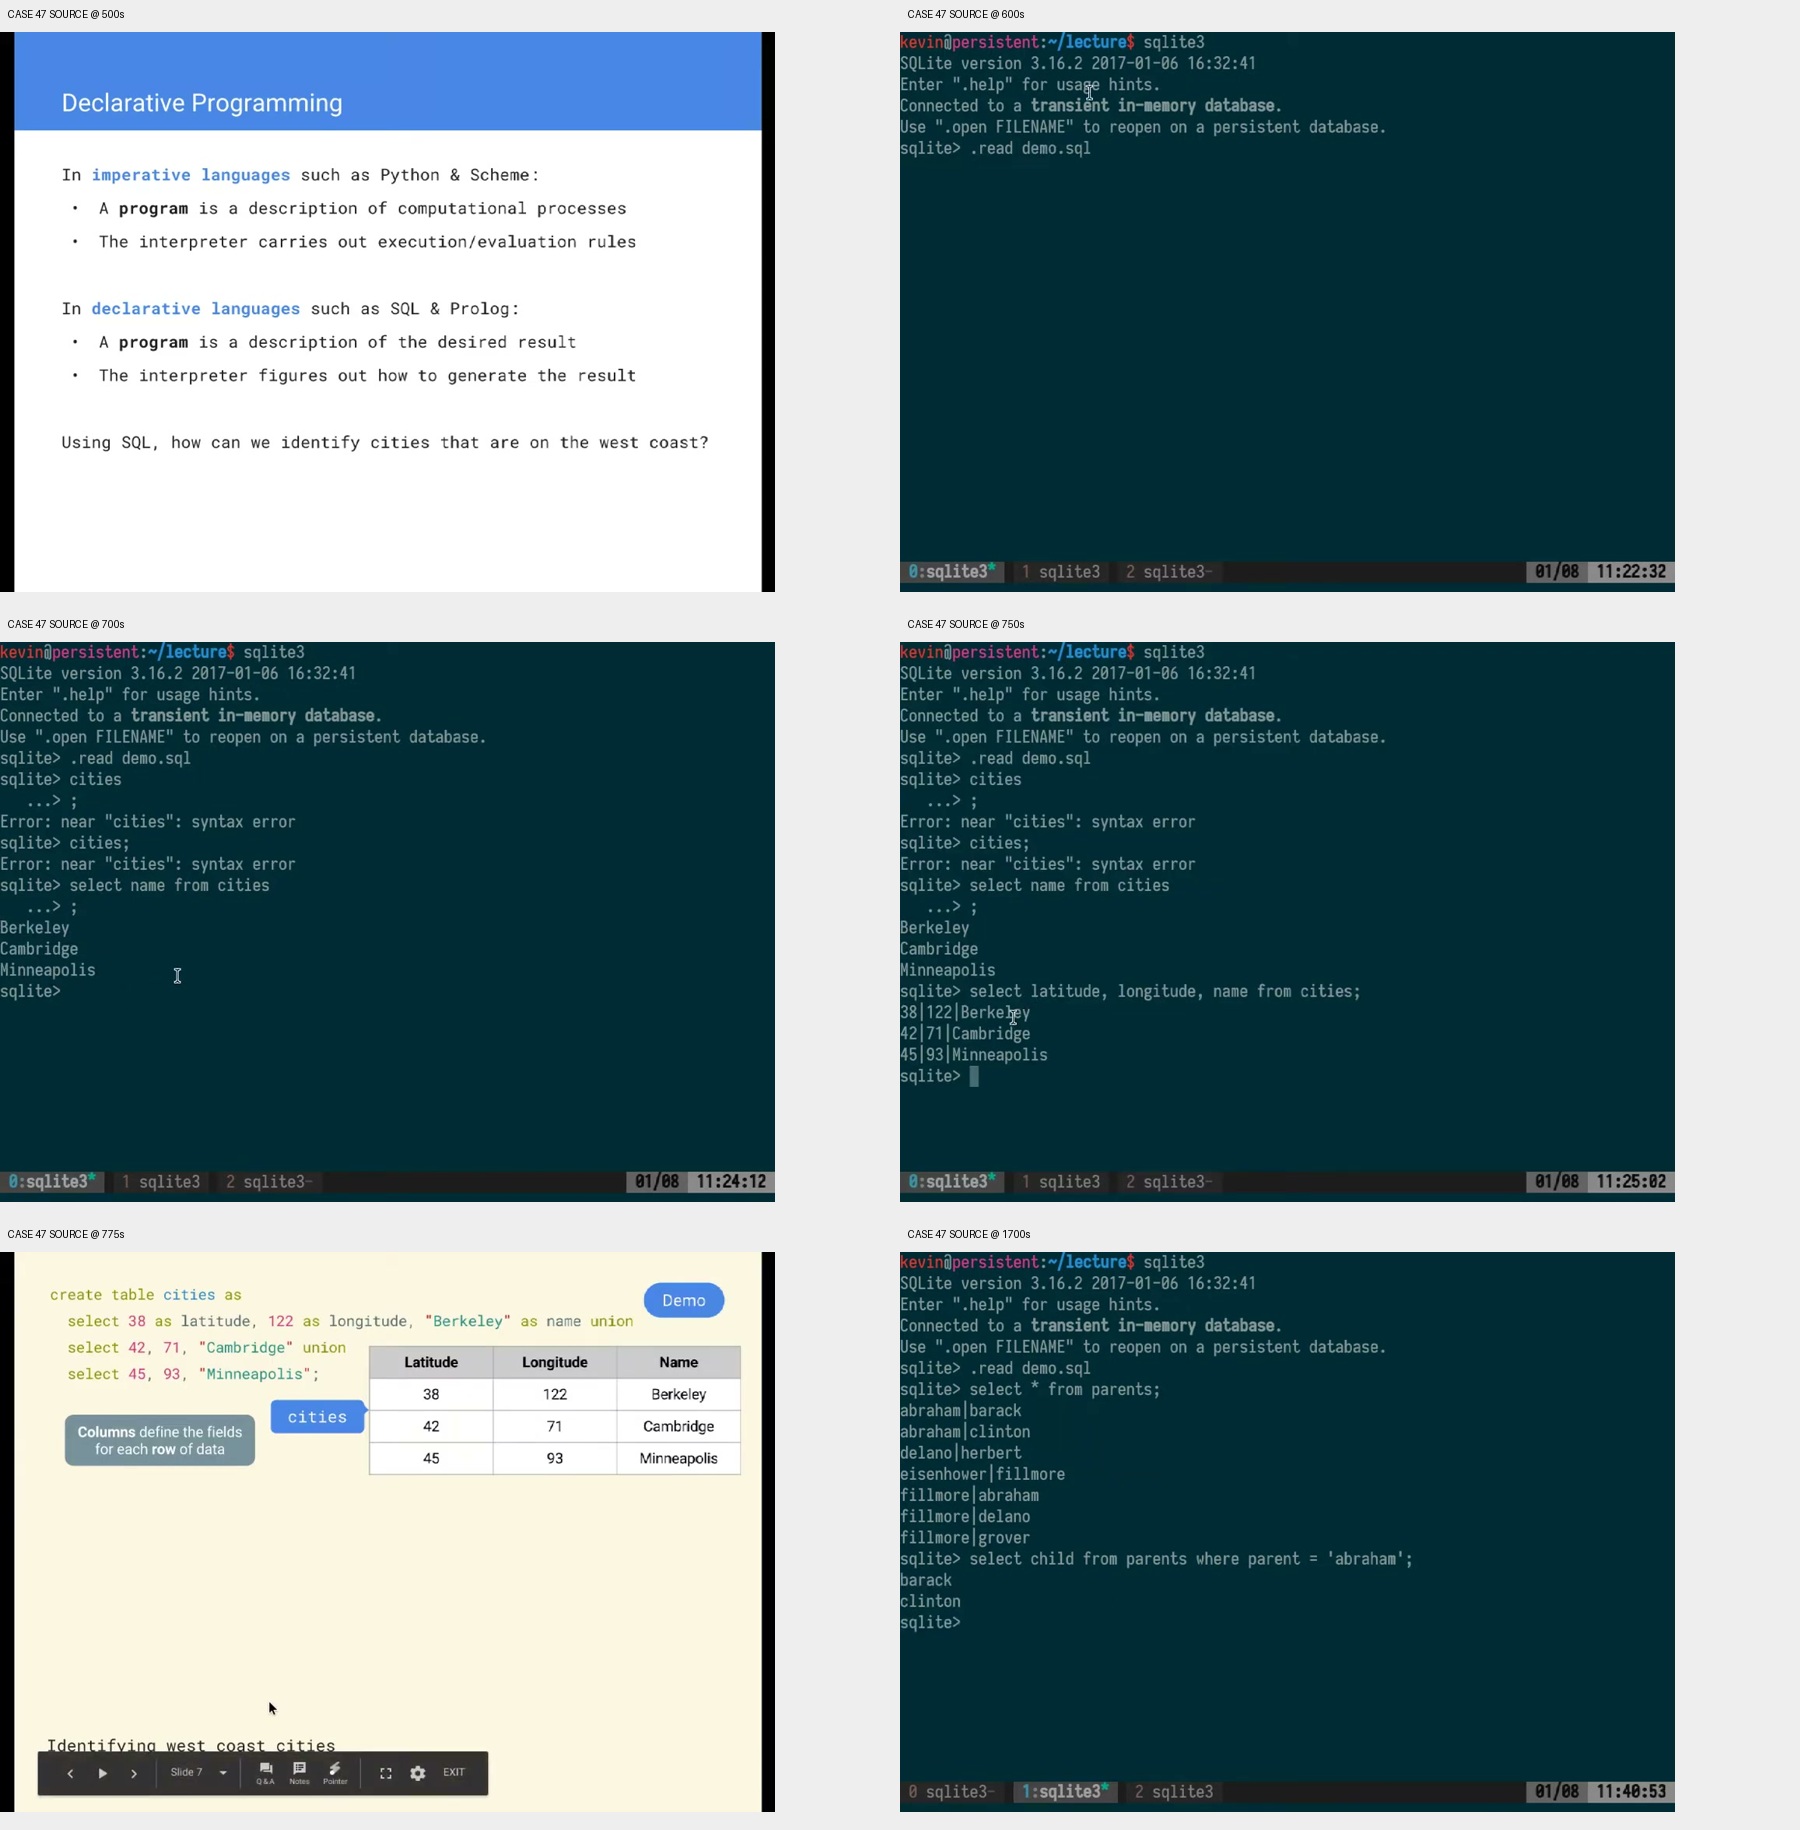 CASE 47 SOURCE @ 500s
Declarative Programming
In imperative languages such as Python & Scheme:
• A program is a description of computational processes
• The interpreter carries out execution/evaluation rules
In declarative languages such as SQL & Prolog:
• A program is a description of the desired result
• The interpreter figures out how to generate the result
Using SQL, how can we identify cities that are on the west coast?
CASE 47 SOURCE @ 600s
kevin@persistent:~/lecture$ sqlite3
SQLite version 3.16.2 2017-01-06 16:32:41
Enter ".help" for usage hints.
Connected to a transient in-memory database.
Use ".open FILENAME" to reopen on a persistent database.
sqlite> .read demo.sql
0:sqlite3* 1 sqlite3 2 sqlite3- 01/08 11:22:32
CASE 47 SOURCE @ 700s
kevin@persistent:~/lecture$ sqlite3
SQLite version 3.16.2 2017-01-06 16:32:41
Enter ".help" for usage hints.
Connected to a transient in-memory database.
Use ".open FILENAME" to reopen on a persistent database.
sqlite> .read demo.sql
sqlite> cities
...> ;
Error: near "cities": syntax error
sqlite> cities;
Error: near "cities": syntax error
sqlite> select name from cities
...> ;
Berkeley
Cambridge
Minneapolis
sqlite>
0:sqlite3* 1 sqlite3 2 sqlite3- 01/08 11:24:12
CASE 47 SOURCE @ 750s
kevin@persistent:~/lecture$ sqlite3
SQLite version 3.16.2 2017-01-06 16:32:41
Enter ".help" for usage hints.
Connected to a transient in-memory database.
Use ".open FILENAME" to reopen on a persistent database.
sqlite> .read demo.sql
sqlite> cities
...> ;
Error: near "cities": syntax error
sqlite> cities;
Error: near "cities": syntax error
sqlite> select name from cities
...> ;
Berkeley
Cambridge
Minneapolis
sqlite> select latitude, longitude, name from cities;
38|122|Berkeley
42|71|Cambridge
45|93|Minneapolis
sqlite>
0:sqlite3* 1 sqlite3 2 sqlite3- 01/08 11:25:02
CASE 47 SOURCE @ 775s
create table cities as
Demo
select 38 as latitude, 122 as longitude, "Berkeley" as name union
select 42, 71, "Cambridge" union
select 45, 93, "Minneapolis";
Latitude Longitude Name
38 122 Berkeley
42 71 Cambridge
45 93 Minneapolis
cities
Columns define the fields
for each row of data
Identifying west coast cities
Slide 7 Q&A Notes Pointer EXIT
CASE 47 SOURCE @ 1700s
kevin@persistent:~/lecture$ sqlite3
SQLite version 3.16.2 2017-01-06 16:32:41
Enter ".help" for usage hints.
Connected to a transient in-memory database.
Use ".open FILENAME" to reopen on a persistent database.
sqlite> .read demo.sql
sqlite> select * from parents;
abraham|barack
abraham|clinton
delano|herbert
eisenhower|fillmore
fillmore|abraham
fillmore|delano
fillmore|grover
sqlite> select child from parents where parent = 'abraham';
barack
clinton
sqlite>
0 sqlite3- 1:sqlite3* 2 sqlite3 01/08 11:40:53